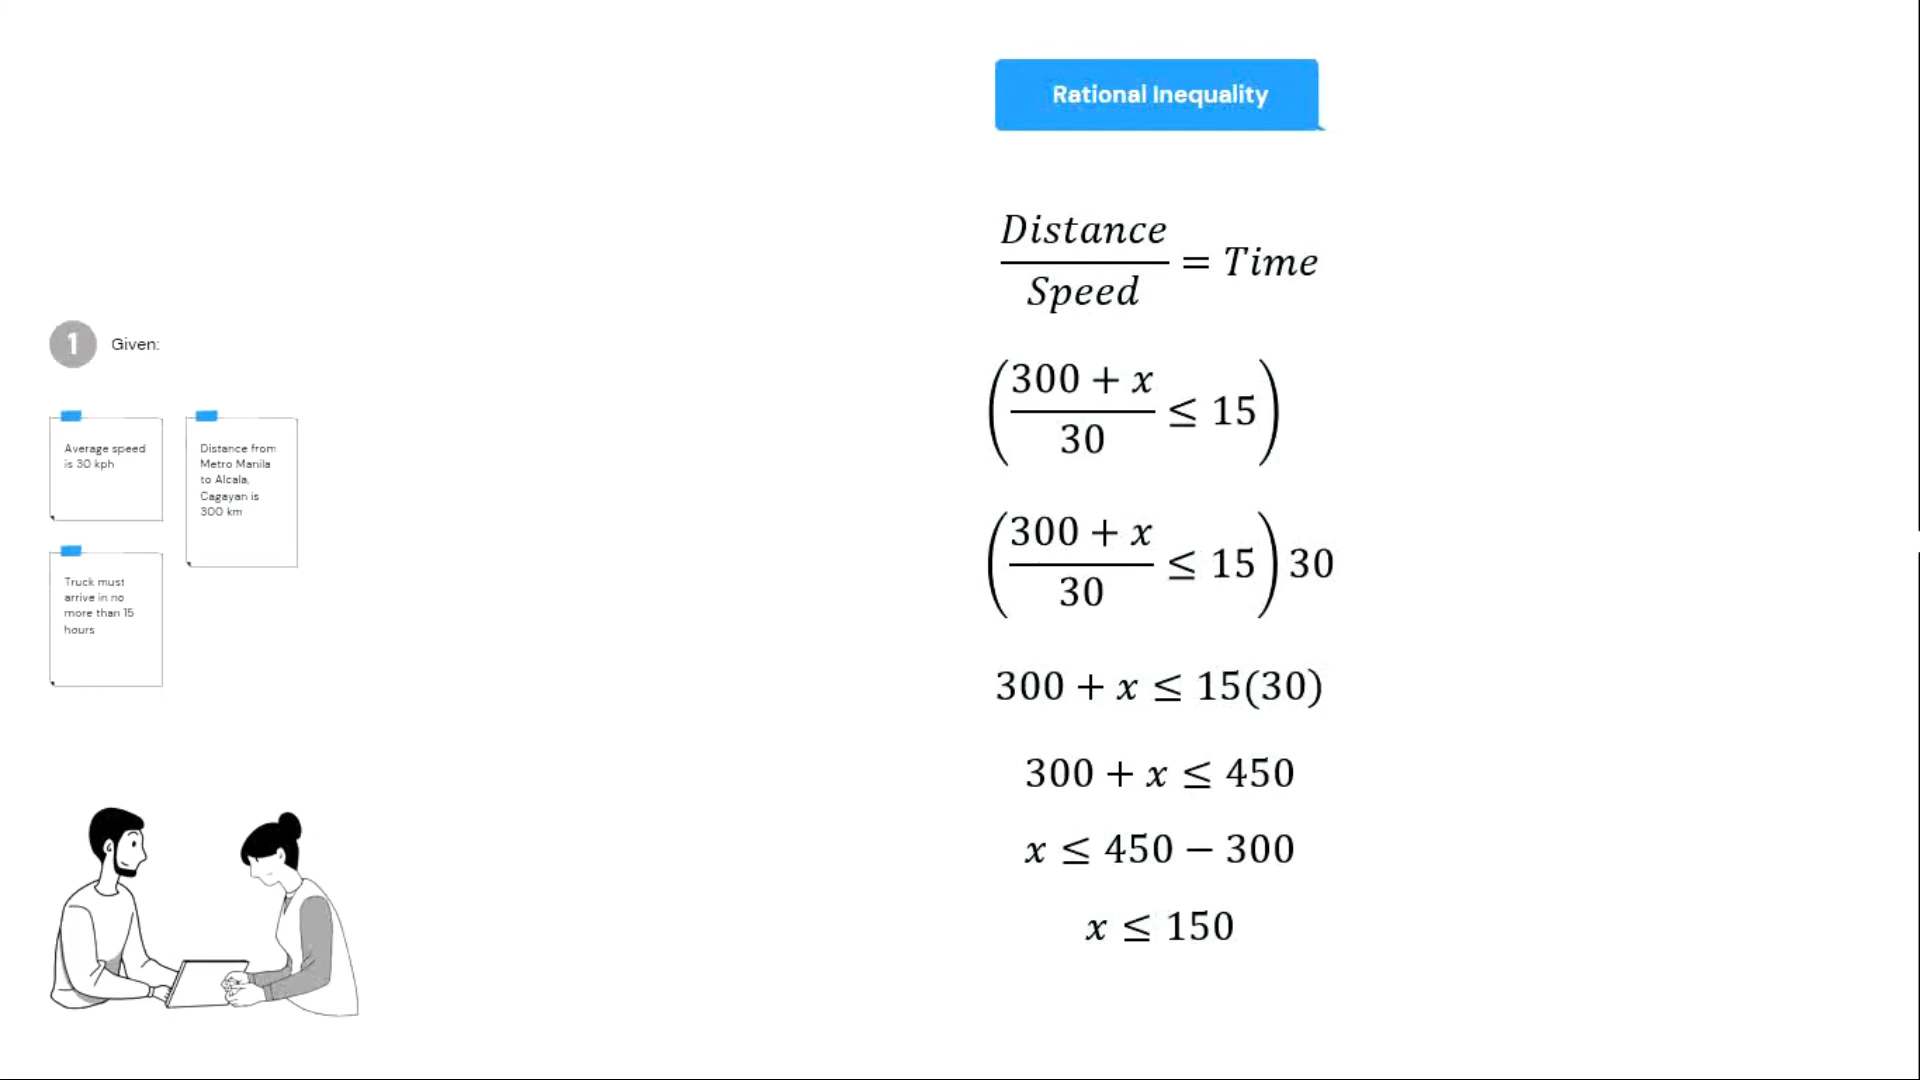 Rational Inequality
Distance
Speed
= Time
(300 + x
30
≤ 15)
(300 + x
30
≤ 15) 30
300 + x ≤ 15(30)
300 + x ≤ 450
x ≤ 450 − 300
x ≤ 150
1 Given:
Average speed
is 30 kph
Distance from
Metro Manila
to Alcala,
Cagayan is
300 km
Truck must
arrive in no
more than 15
hours